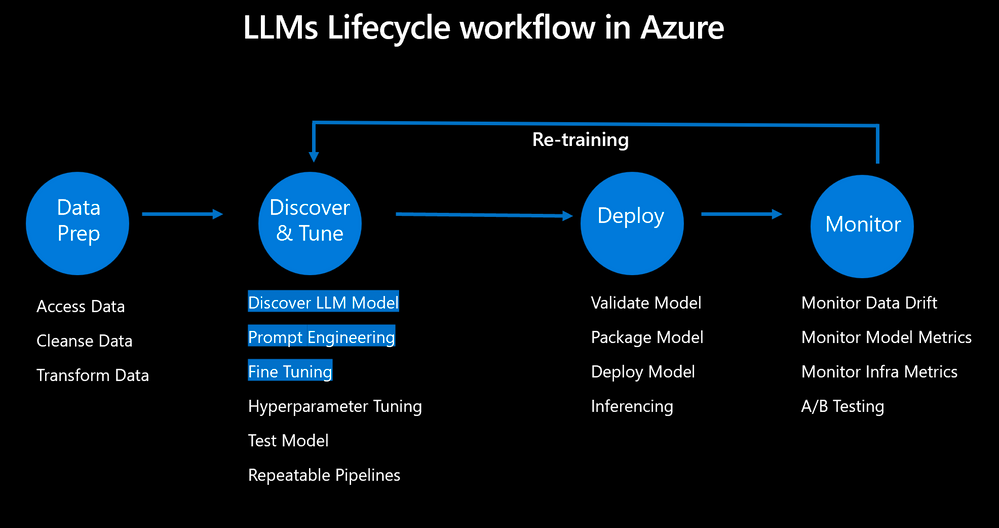 LLMs Lifecycle workflow in Azure
Re-training
Data
Prep
Discover
& Tune
Deploy
Monitor
Access Data
Cleanse Data
Transform Data
Discover LLM Model
Prompt Engineering
Fine Tuning
Hyperparameter Tuning
Test Model
Repeatable Pipelines
Validate Model
Package Model
Deploy Model
Inferencing
Monitor Data Drift
Monitor Model Metrics
Monitor Infra Metrics
A/B Testing